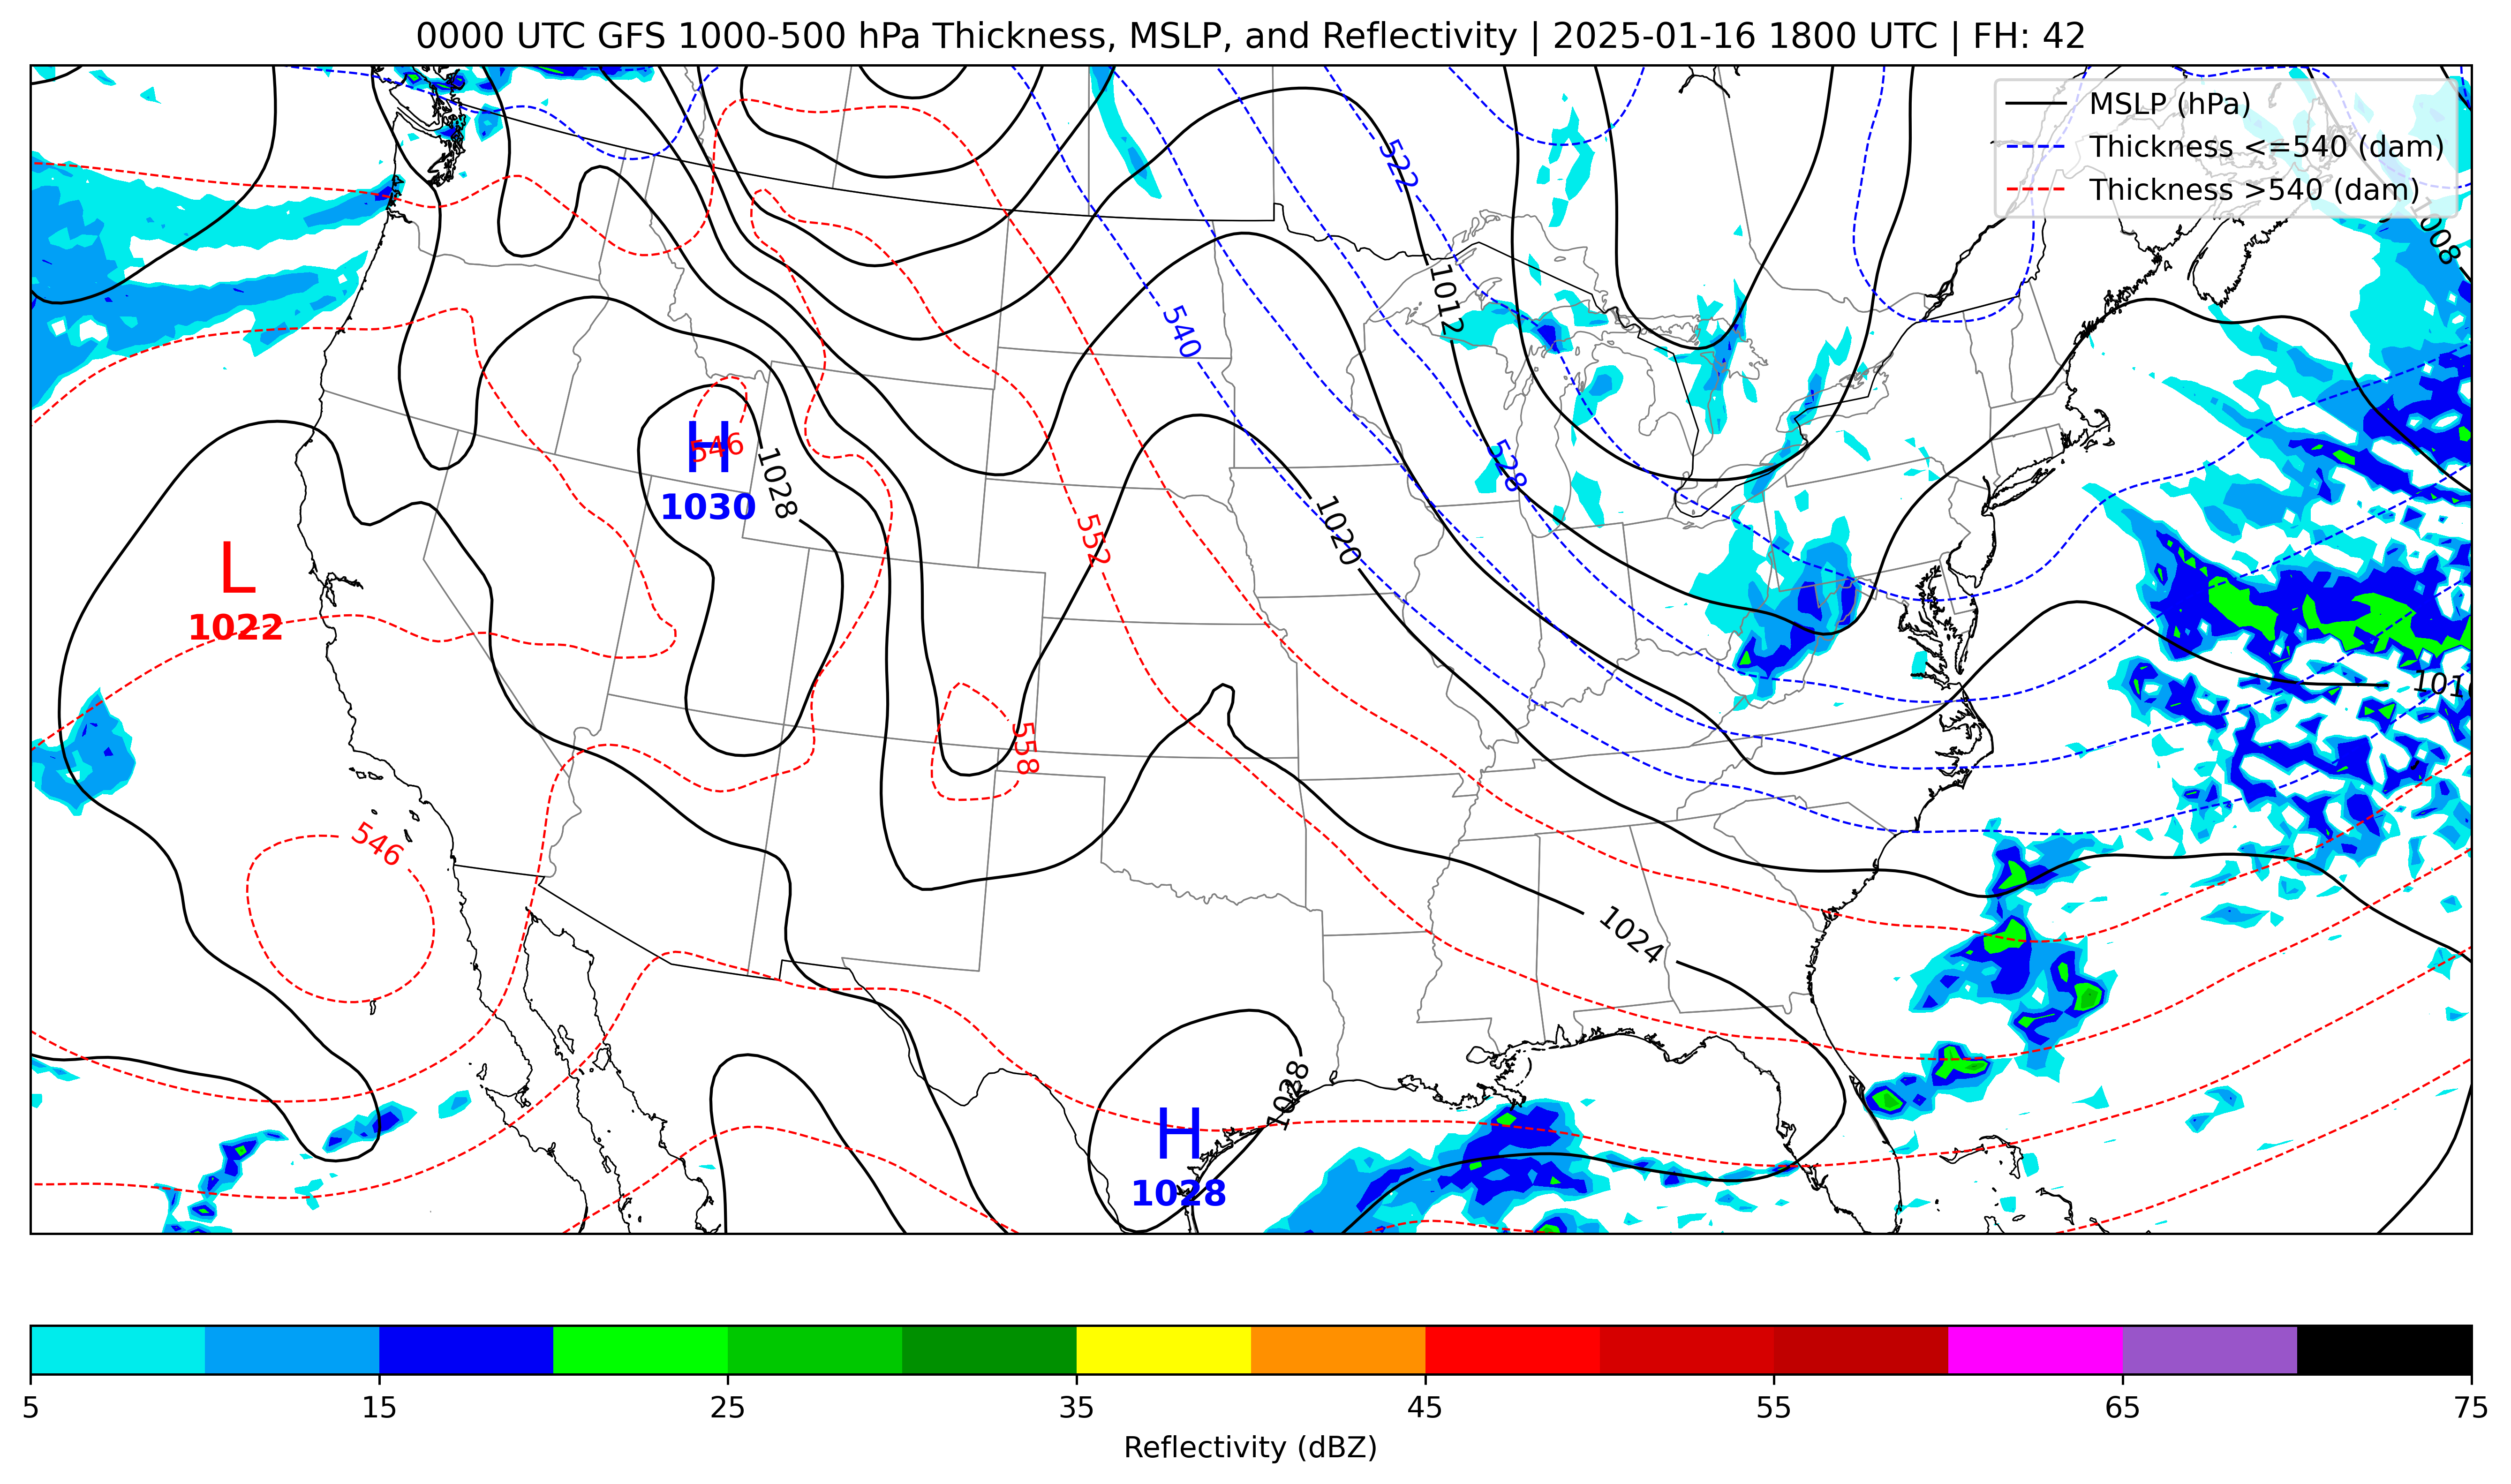 0000 UTC GFS 1000-500 hPa Thickness, MSLP, and Reflectivity | 2025-01-16 1800 UTC | FH: 42
MSLP (hPa)
Thickness <=540 (dam)
Thickness >540 (dam)
522
1008
1012
540
H
546
1030
1028
528
1020
552
L
1022
1016
558
546
1024
1028
H
1028
5 15 25 35 45 55 65 75
Reflectivity (dBZ)